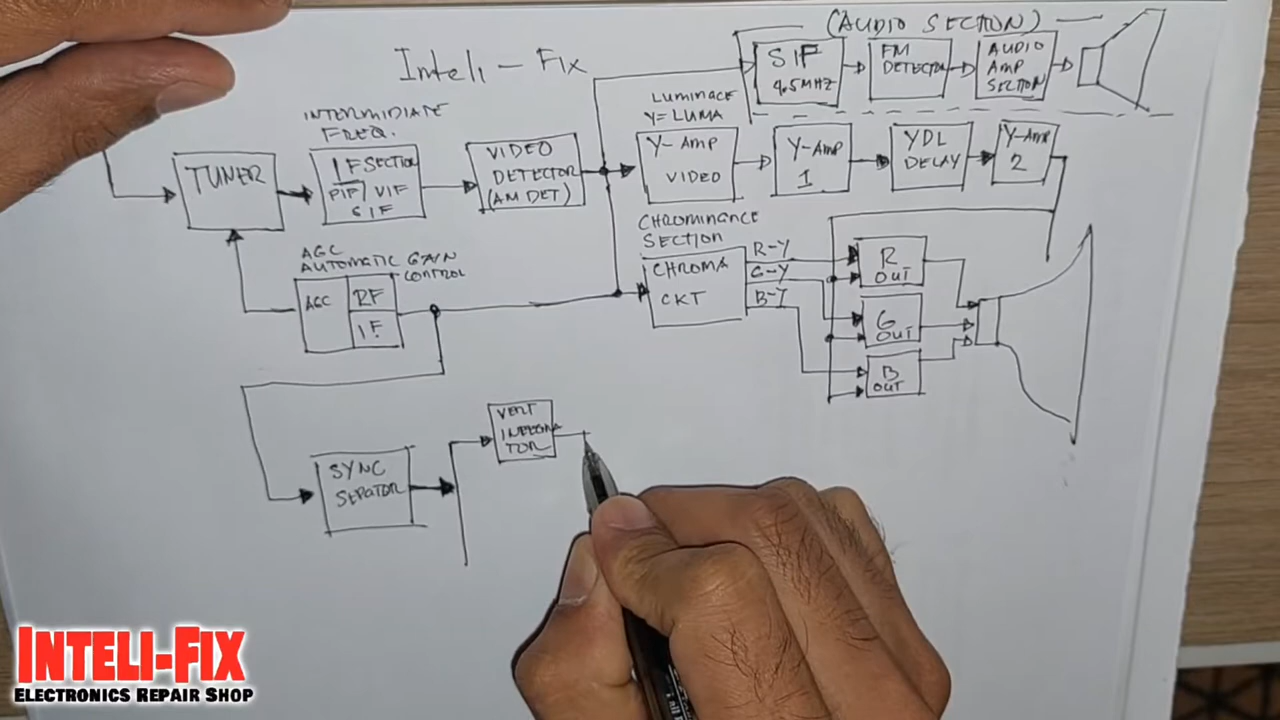 (AUDIO SECTION)
Inteli - Fix
SIF
4.5MHZ
FM
DETECTOR
AUDIO
AMP
SECTION
INTERMIDIATE
FREQ.
LUMINACE
Y= LUMA
TUNER
IF SECTION
PIF/VIF
SIF
VIDEO
DETECTOR
(AM DET)
Y-AMP
VIDEO
Y-AMP
1
YDL
DELAY
Y-AMP
2
CHROMINANCE
SECTION
AGC
AUTOMATIC GAIN
CONTROL
AGC
RF
IF
CHROMA
CKT
R-Y
G-Y
B-Y
R
OUT
G
OUT
B
OUT
VERT
INTEGRA
TOR
SYNC
SEPATOR
INTELI-FIX
ELECTRONICS REPAIR SHOP